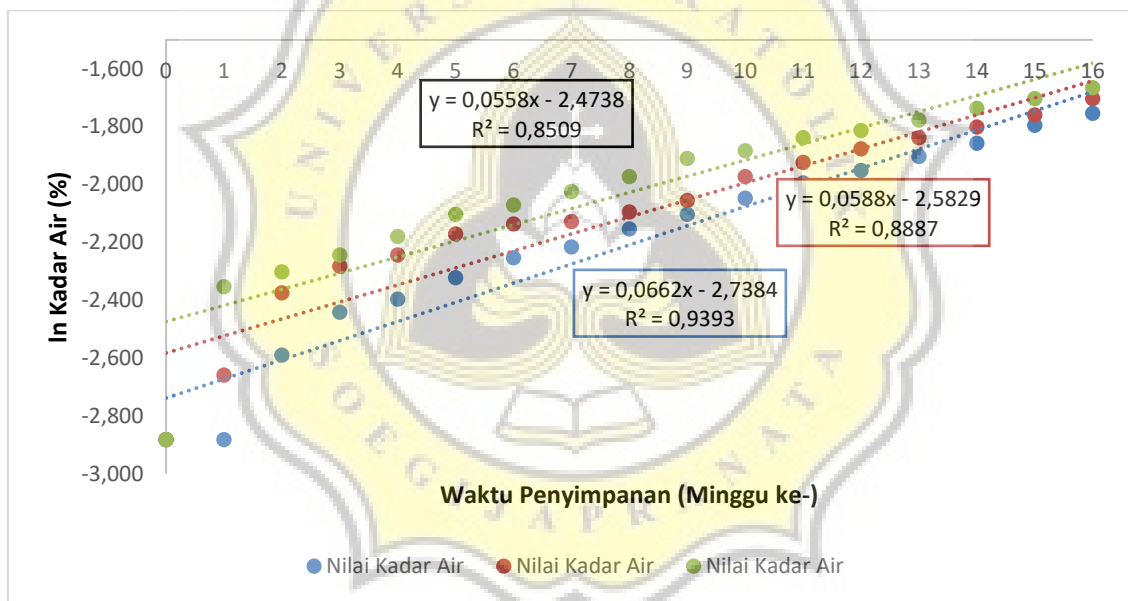 -1,600
-1,800
-2,000
-2,200
-2,400
-2,600
-2,800
-3,000
0 1 2 3 4 5 6 7 8 9 10 11 12 13 14 15 16
ln Kadar Air (%)
y = 0,0558x - 2,4738
R² = 0,8509
y = 0,0588x - 2,5829
R² = 0,8887
y = 0,0662x - 2,7384
R² = 0,9393
Waktu Penyimpanan (Minggu ke-)
Nilai Kadar Air Nilai Kadar Air Nilai Kadar Air
SOEGIJAPRANATA